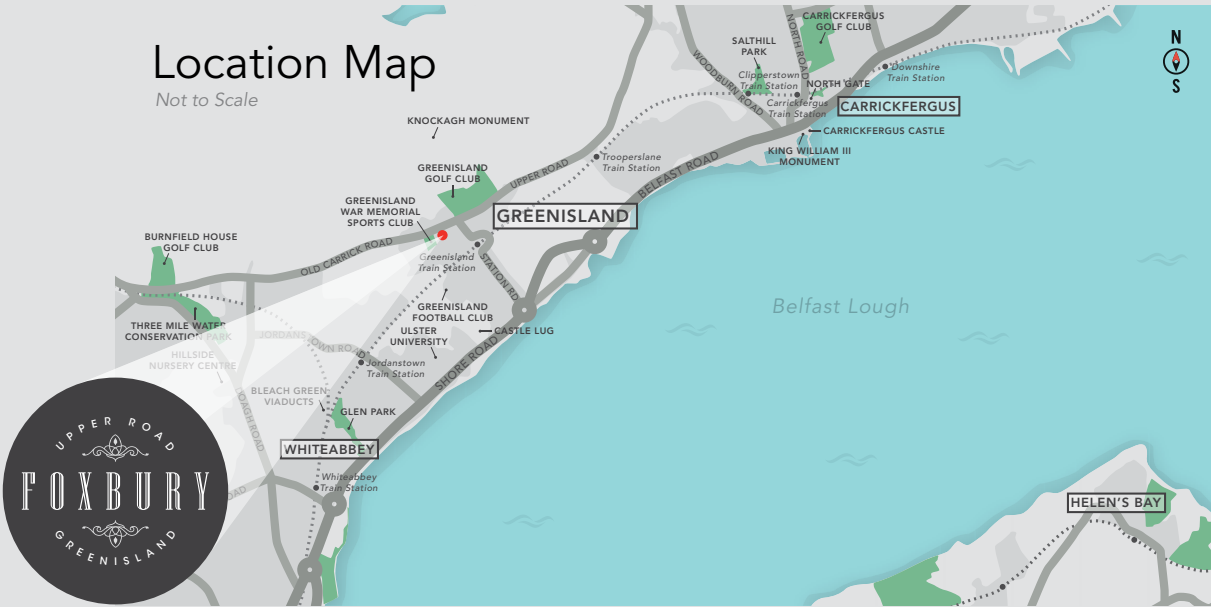 Location Map
Not to Scale
N
S
CARRICKFERGUS
GOLF CLUB
SALTHILL
PARK
NORTH ROAD
WOODBURN ROAD
Clipperstown
Train Station
NORTH GATE
Downshire
Train Station
Carrickfergus
Train Station
CARRICKFERGUS
CARRICKFERGUS CASTLE
KING WILLIAM III
MONUMENT
KNOCKAGH MONUMENT
Trooperslane
Train Station
BELFAST ROAD
GREENISLAND
GOLF CLUB
UPPER ROAD
GREENISLAND
WAR MEMORIAL
SPORTS CLUB
GREENISLAND
BURNFIELD HOUSE
GOLF CLUB
OLD CARRICK ROAD
Greenisland
Train Station
STATION RD
GREENISLAND
FOOTBALL CLUB
Belfast Lough
THREE MILE WATER
CONSERVATION PARK
JORDANSTOWN ROAD
ULSTER
UNIVERSITY
CASTLE LUG
HILLSIDE
NURSERY CENTRE
Jordanstown
Train Station
SHORE ROAD
BLEACH GREEN
VIADUCTS
OAGH ROAD
GLEN PARK
WHITEABBEY
Whiteabbey
Train Station
ROAD
HELEN'S BAY
UPPER ROAD
FOXBURY
GREENISLAND